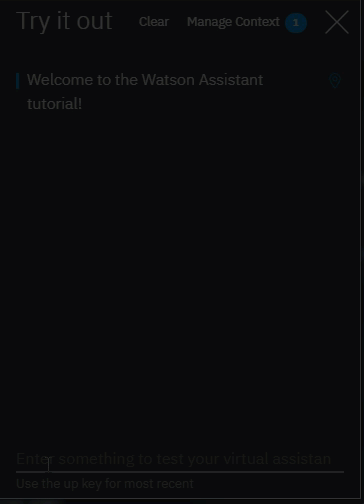 Try it out Clear Manage Context 1
Welcome to the Watson Assistant
tutorial!
Enter something to test your virtual assistan
Use the up key for most recent